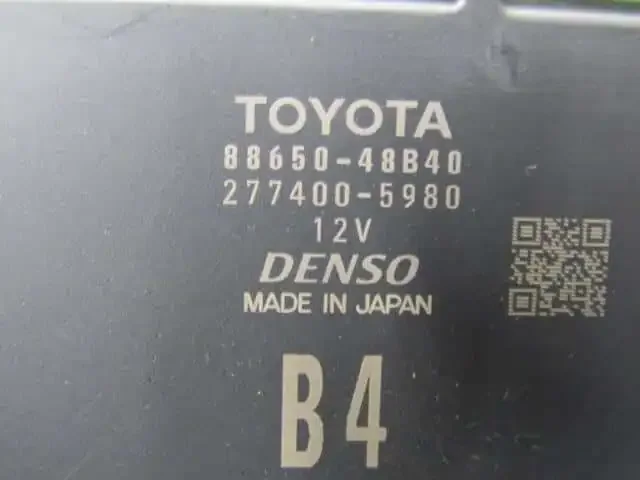 TOYOTA
88650-48B40
277400-5980
12V
DENSO
MADE IN JAPAN
B4